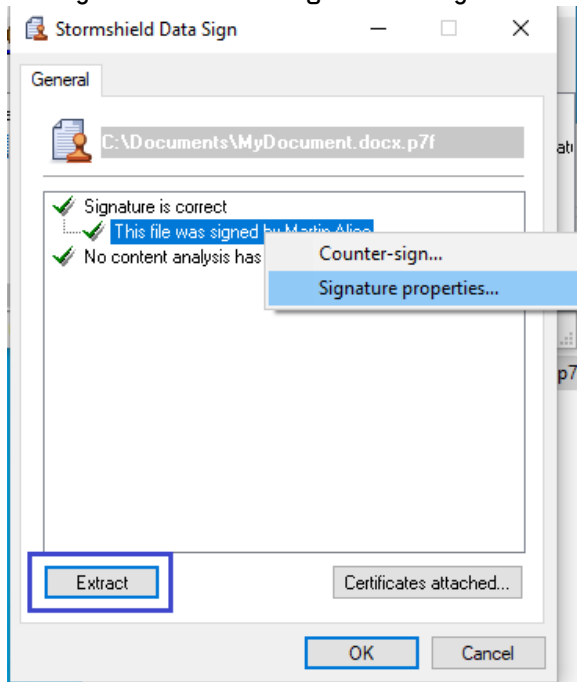 Stormshield Data Sign
General
C:\Documents\MyDocument.docx.p7f
Signature is correct
This file was signed by Martin Alice
No content analysis has
Counter-sign...
Signature properties...
p7
Extract
Certificates attached...
OK
Cancel